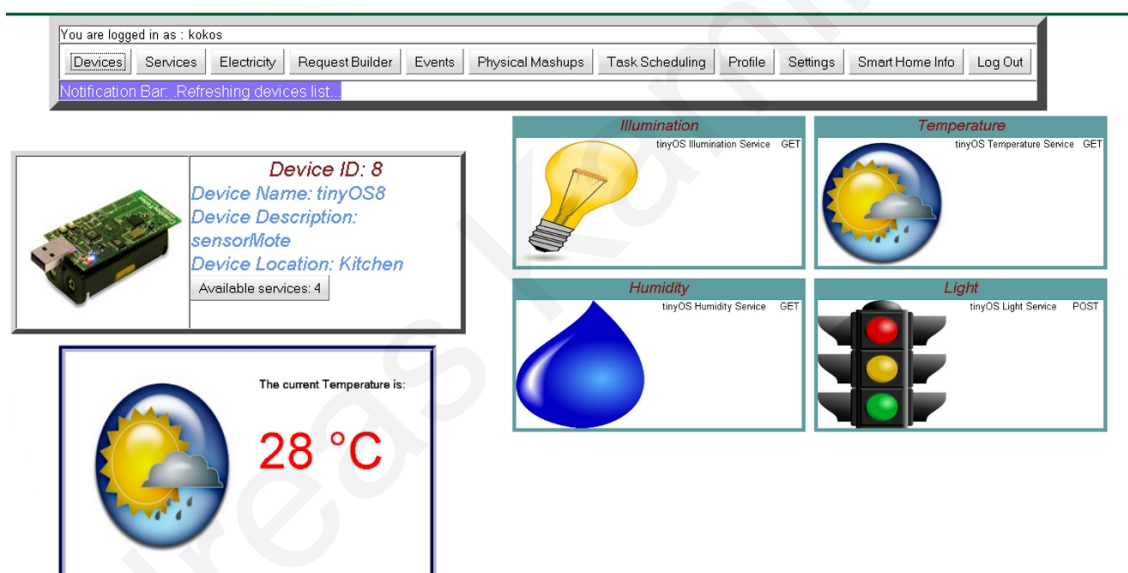 You are logged in as : kokos
Devices Services Electricity Request Builder Events Physical Mashups Task Scheduling Profile Settings Smart Home Info Log Out
Notification Bar: .Refreshing devices list...
Device ID: 8
Device Name: tinyOS8
Device Description:
sensorMote
Device Location: Kitchen
Available services: 4
Illumination
tinyOS Illumination Service GET
Temperature
tinyOS Temperature Service GET
Humidity
tinyOS Humidity Service GET
Light
tinyOS Light Service POST
The current Temperature is:
28 °C